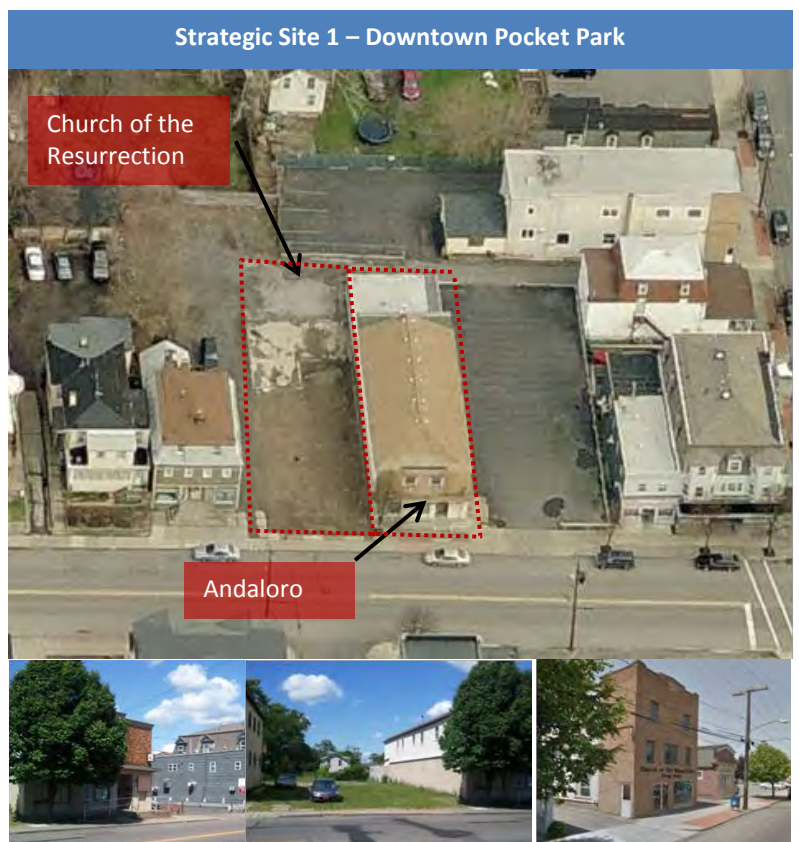 Strategic Site 1 – Downtown Pocket Park
Church of the
Resurrection
Andaloro